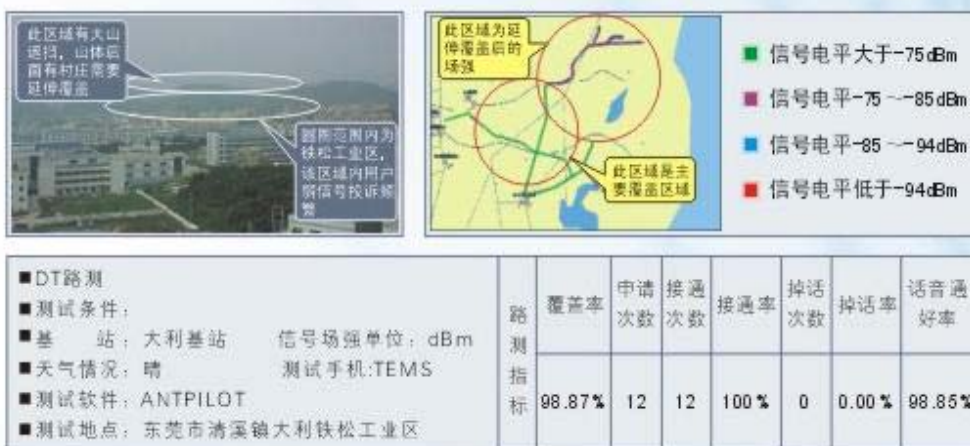 此区域有大山
遮挡，山体后
面有村庄需要
延伸覆盖
圆圈范围内为
铁松工业区，
该区域内用户
弱信号投诉频
繁
此区域为延
伸覆盖后的
场强
此区域是主
要覆盖区域
■ 信号电平大于-75dBm
■ 信号电平-75～-85dBm
■ 信号电平-85～-94dBm
■ 信号电平低于-94dBm
■DT路测
■测试条件：
■基 站：大利基站 信号场强单位：dBm
■天气情况：晴 测试手机:TEMS
■测试软件：ANTPILOT
■测试地点：东莞市清溪镇大利铁松工业区
路测指标
覆盖率 申请次数 接通次数 接通率 掉话次数 掉话率 话音通好率
98.87% 12 12 100% 0 0.00% 98.85%